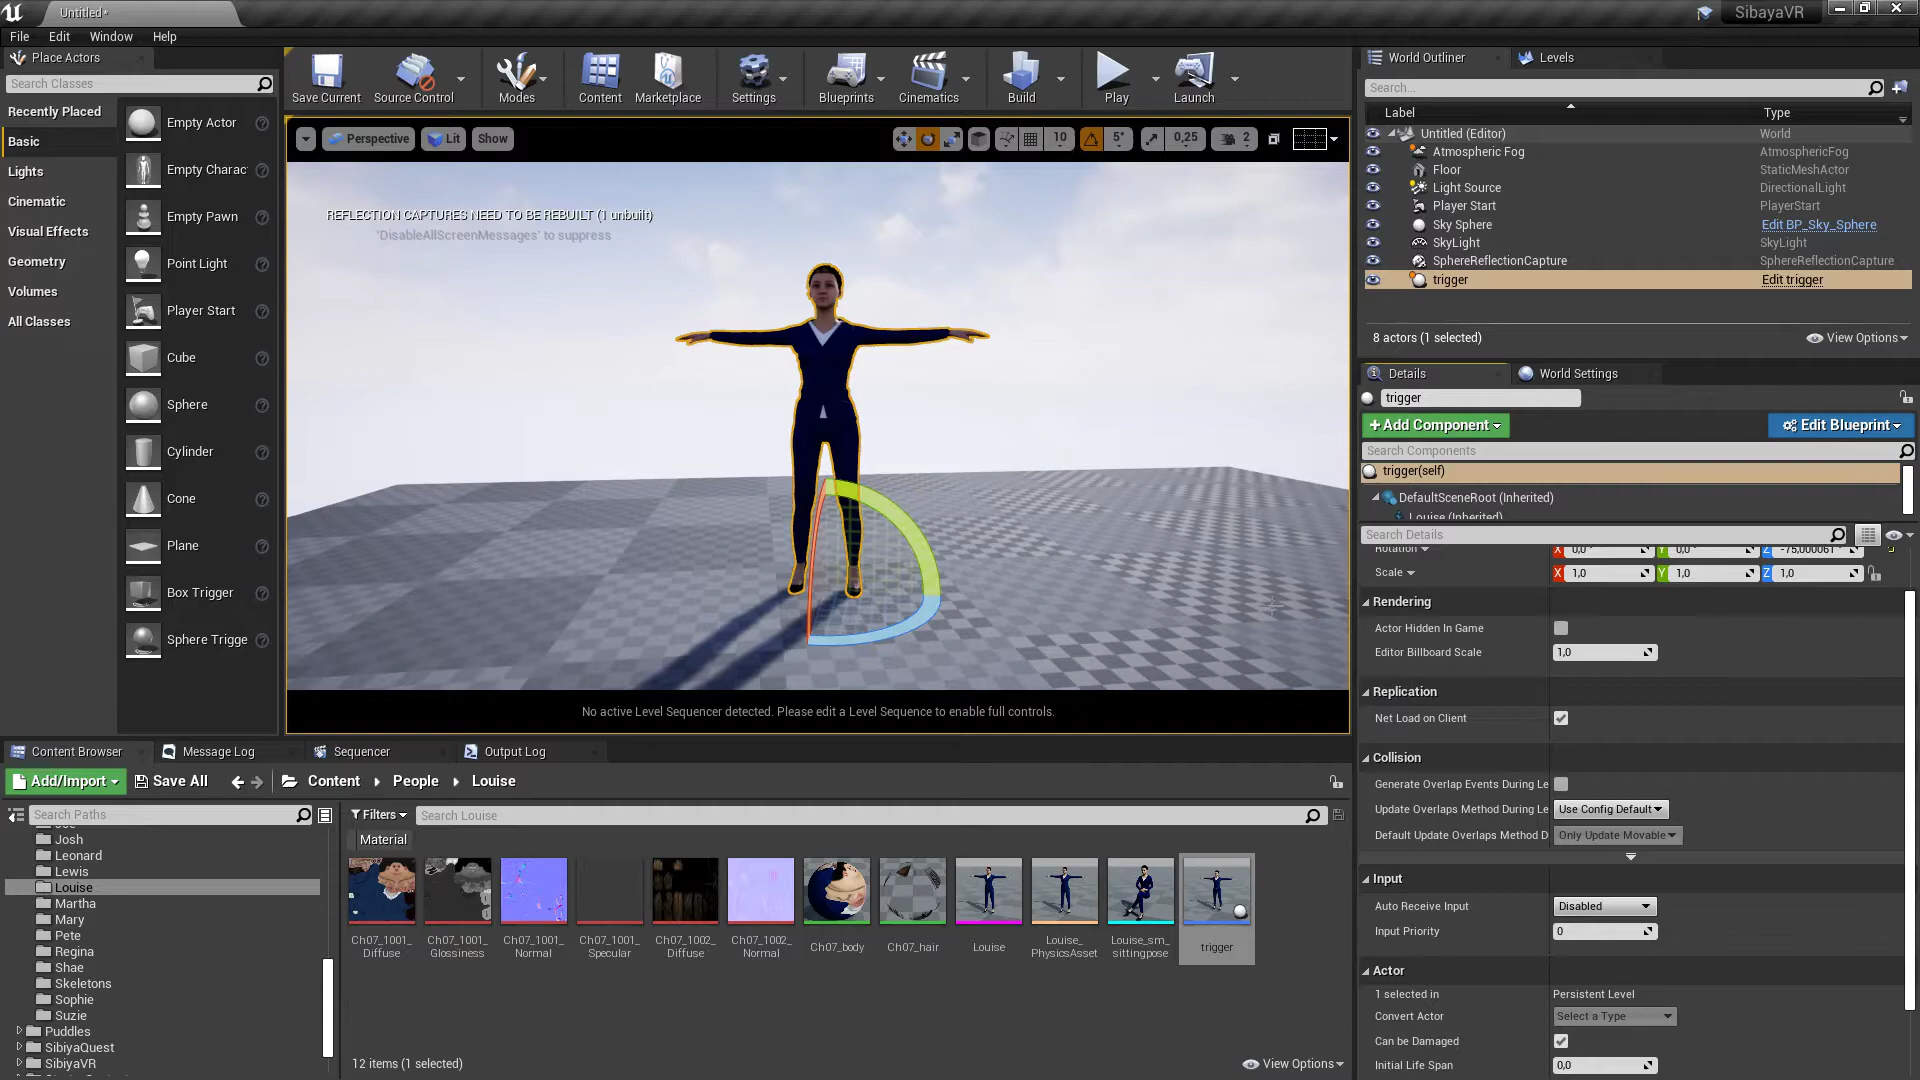 Untitled*
SibayaVR
File
Edit
Window
Help
Place Actors
Search Classes
Recently Placed
Basic
Lights
Cinematic
Visual Effects
Geometry
Volumes
All Classes
Empty Actor
Empty Charac
Empty Pawn
Point Light
Player Start
Cube
Sphere
Cylinder
Cone
Plane
Box Trigger
Sphere Trigge
Save Current
Source Control
Modes
Content
Marketplace
Settings
Blueprints
Cinematics
Build
Play
Launch
Perspective
Lit
Show
10
5°
0,25
2
REFLECTION CAPTURES NEED TO BE REBUILT (1 unbuilt)
'DisableAllScreenMessages' to suppress
No active Level Sequencer detected. Please edit a Level Sequence to enable full controls.
World Outliner
Levels
Search...
Label
Type
Untitled (Editor)
World
Atmospheric Fog
AtmosphericFog
Floor
StaticMeshActor
Light Source
DirectionalLight
Player Start
PlayerStart
Sky Sphere
Edit BP_Sky_Sphere
SkyLight
SkyLight
SphereReflectionCapture
SphereReflectionCapture
trigger
Edit trigger
8 actors (1 selected)
View Options
Details
World Settings
trigger
Add Component
Edit Blueprint
Search Components
trigger(self)
DefaultSceneRoot (Inherited)
Louise (Inherited)
Search Details
Rotation
X 0,0 °
Y 0,0 °
Z -75,000061 °
Scale
X 1,0
Y 1,0
Z 1,0
Rendering
Actor Hidden In Game
Editor Billboard Scale
1,0
Replication
Net Load on Client
Collision
Generate Overlap Events During Le
Update Overlaps Method During Le
Use Config Default
Default Update Overlaps Method D
Only Update Movable
Input
Auto Receive Input
Disabled
Input Priority
0
Actor
1 selected in
Persistent Level
Convert Actor
Select a Type
Can be Damaged
Initial Life Span
0,0
Content Browser
Message Log
Sequencer
Output Log
Add/Import
Save All
Content
People
Louise
Search Paths
Filters
Search Louise
Material
Josh
Leonard
Lewis
Louise
Martha
Mary
Pete
Regina
Shae
Skeletons
Sophie
Suzie
Puddles
SibiyaQuest
SibiyaVR
Ch07_1001_
Diffuse
Ch07_1001_
Glossiness
Ch07_1001_
Normal
Ch07_1001_
Specular
Ch07_1002_
Diffuse
Ch07_1002_
Normal
Ch07_body
Ch07_hair
Louise
Louise_
PhysicsAsset
Louise_sm_
sittingpose
trigger
12 items (1 selected)
View Options